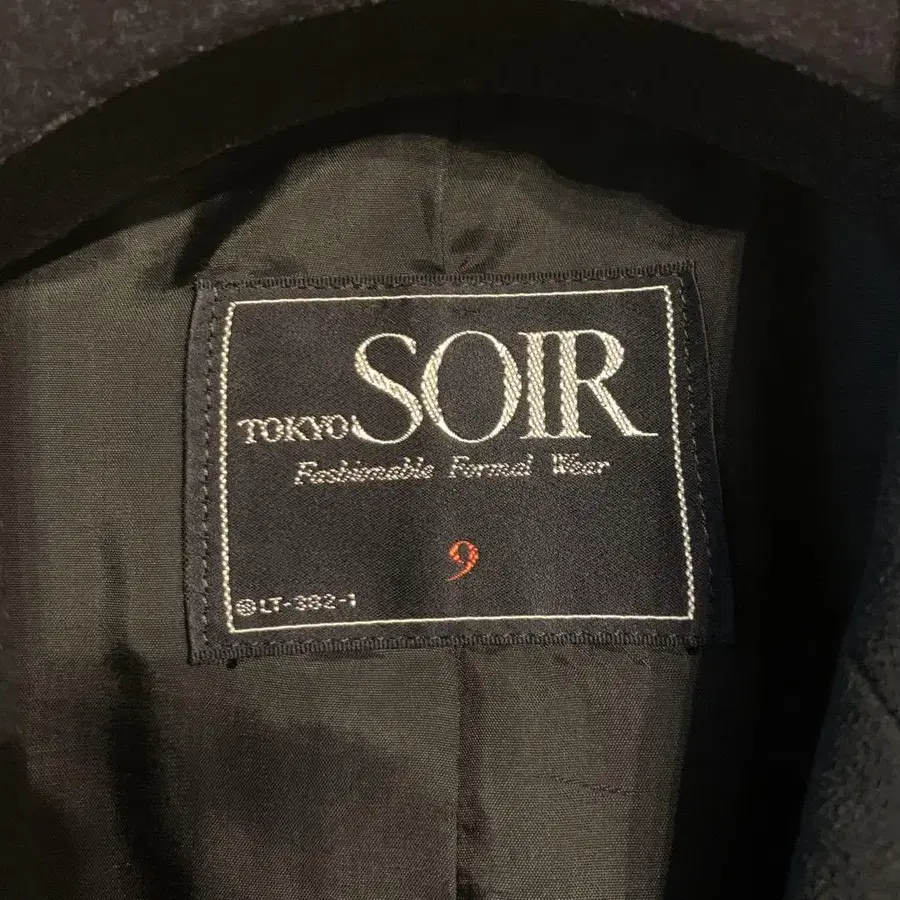 TOKYO SOIR
Fashionable Formal Wear
9
LT-382-1